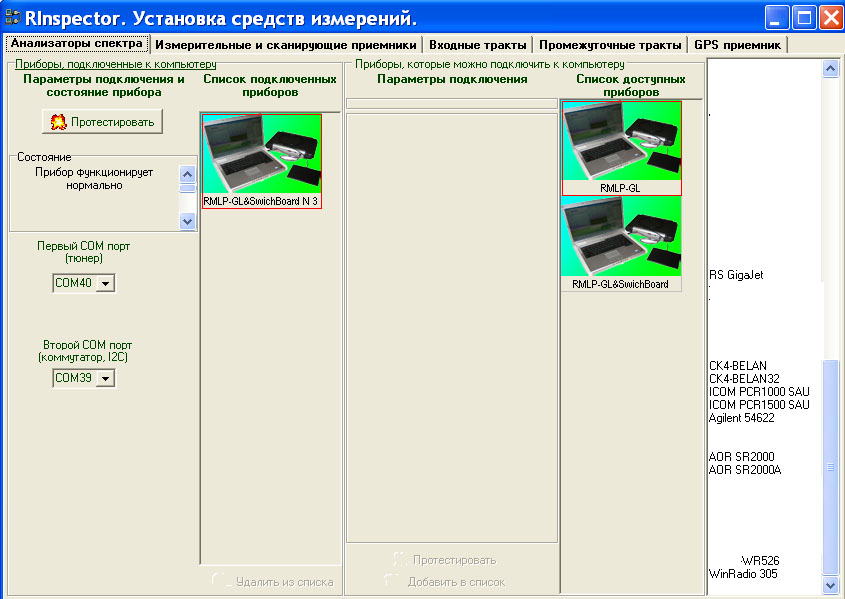 RInspector. Установка средств измерений.
Анализаторы спектра
Измерительные и сканирующие приемники
Входные тракты
Промежуточные тракты
GPS приемник
Приборы, подключенные к компьютеру
Параметры подключения и
состояние прибора
Протестировать
Состояние
Прибор функционирует
нормально
Первый COM порт
(тюнер)
COM40
Второй COM порт
(коммутатор, I2C)
COM39
Список подключенных
приборов
RMLP-GL&SwichBoard N 3
Удалить из списка
Приборы, которые можно подключить к компьютеру
Параметры подключения
Протестировать
Добавить в список
Список доступных
приборов
RMLP-GL
RMLP-GL&SwichBoard
RS GigaJet
CK4-BELAN
CK4-BELAN32
ICOM PCR1000 SAU
ICOM PCR1500 SAU
Agilent 54622
AOR SR2000
AOR SR2000A
-WR526
WinRadio 305